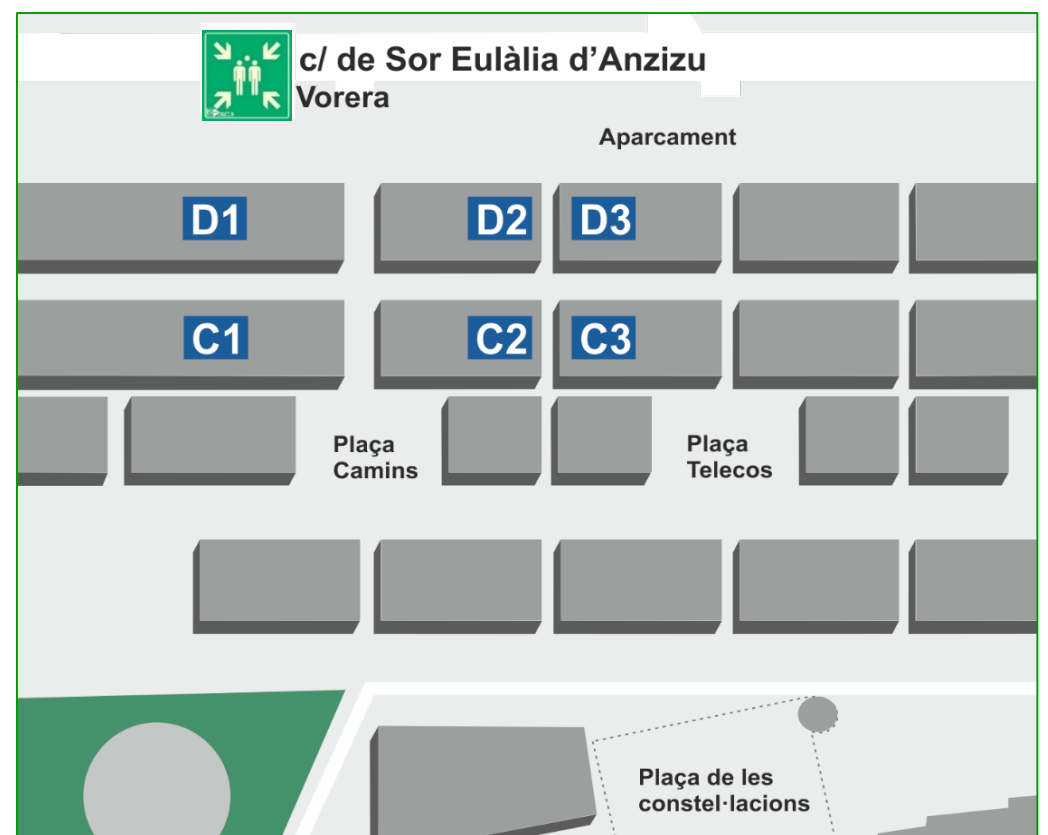 c/ de Sor Eulàlia d'Anzizu
Vorera
Aparcament
D1 D2 D3
C1 C2 C3
Plaça
Camins
Plaça
Telecos
Plaça de les
constel·lacions